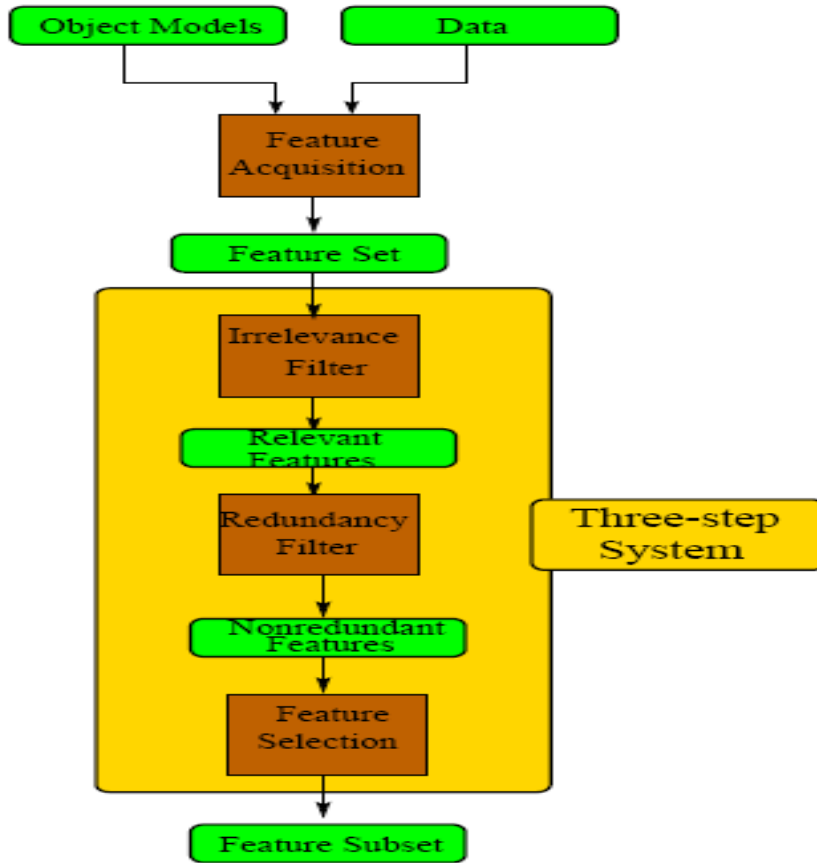 Object Models
Data
Feature
Acquisition
Feature Set
Irrelevance
Filter
Relevant
Features
Redundancy
Filter
Three-step
System
Nonredundant
Features
Feature
Selection
Feature Subset